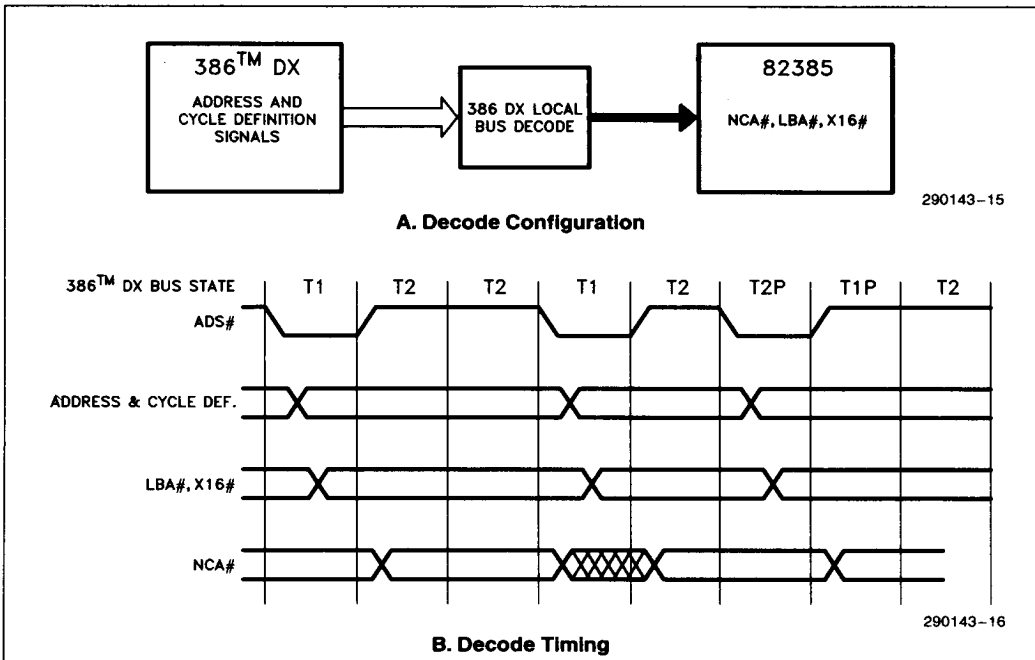 386™ DX
ADDRESS AND
CYCLE DEFINITION
SIGNALS
386 DX LOCAL
BUS DECODE
82385
NCA#, LBA#, X16#
290143-15
A. Decode Configuration
386™ DX BUS STATE T1 T2 T2 T1 T2 T2P T1P T2
ADS#
ADDRESS & CYCLE DEF.
LBA#, X16#
NCA#
290143-16
B. Decode Timing